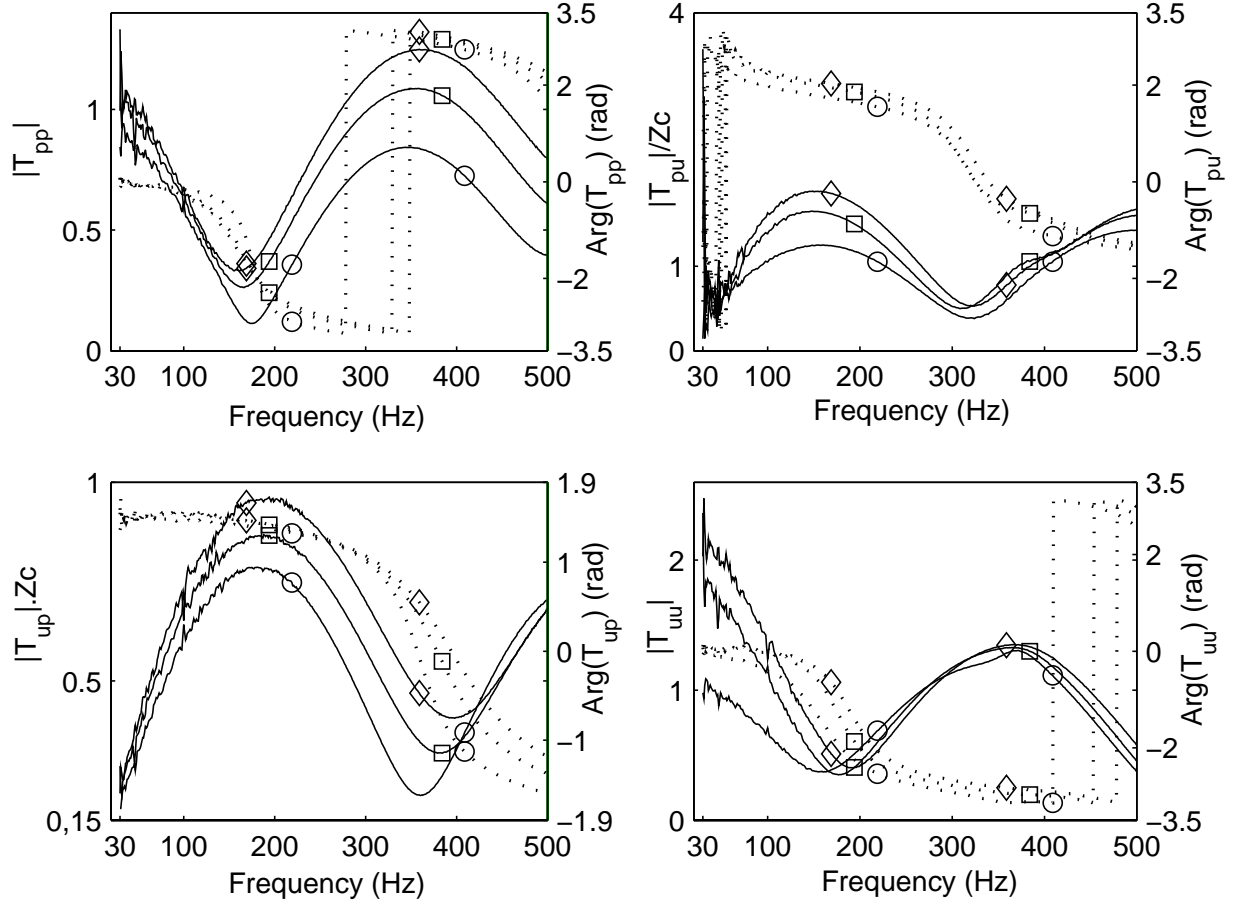 3.5
2
0
−2
−3.5
1
0.5
0
|T_pp|
Arg(T_pp) (rad)
30 100 200 300 400 500
Frequency (Hz)
4
3
1
0
|T_pu|/Zc
3.5
2
0
−2
−3.5
Arg(T_pu) (rad)
30 100 200 300 400 500
Frequency (Hz)
1
0.5
0,15
|T_up|.Zc
1.9
1
0
−1
−1.9
Arg(T_up) (rad)
30 100 200 300 400 500
Frequency (Hz)
2
1
0
|T_uu|
3.5
2
0
−2
−3.5
Arg(T_uu) (rad)
30 100 200 300 400 500
Frequency (Hz)